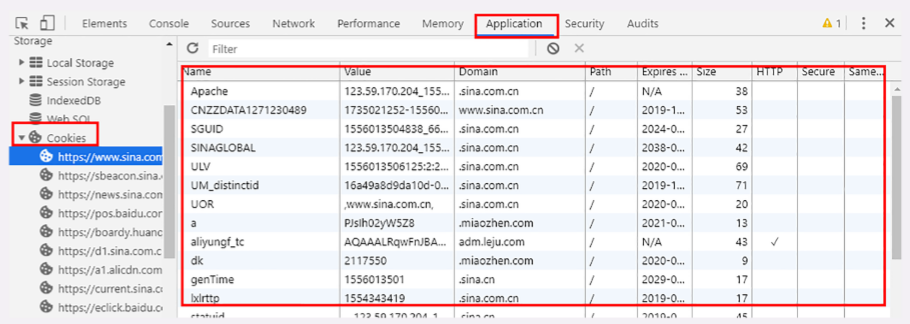 Elements Console Sources Network Performance Memory Application Security Audits 1
Storage
Filter
Local Storage
Session Storage
IndexedDB
Web SQL
Cookies
https://www.sina.com
https://sbeacon.sina.
https://news.sina.com
https://pos.baidu.com
https://boardy.huanc
https://d1.sina.com.c
https://a1.alicdn.com
https://current.sina.c
https://eclick.baidu.c
Name Value Domain Path Expires ... Size HTTP Secure Same...
Apache 123.59.170.204_155... .sina.com.cn / N/A 38
CNZZDATA1271230489 1735021252-15560... www.sina.com.cn / 2019-1... 53
SGUID 1556013504838_66... .sina.com.cn / 2024-0... 27
SINAGLOBAL 123.59.170.204_155... .sina.com.cn / 2038-0... 42
ULV 1556013506125:2:2... .sina.com.cn / 2020-0... 69
UM_distinctid 16a49a8d9da10d-0... .sina.com.cn / 2019-1... 71
UOR ,www.sina.com.cn, .sina.com.cn / 2020-0... 20
a PJsIh02yW5Z8 .miaozhen.com / 2021-0... 13
aliyungf_tc AQAAALRqwFnJBA... adm.leju.com / N/A 43 ✓
dk 2117550 .miaozhen.com / 2020-0... 9
genTime 1556013501 .sina.cn / 2029-0... 17
lxlrttp 1554343419 .sina.com.cn / 2019-0... 17
statuid 123.59.170.204_1 .sina.cn / 2019-0 45